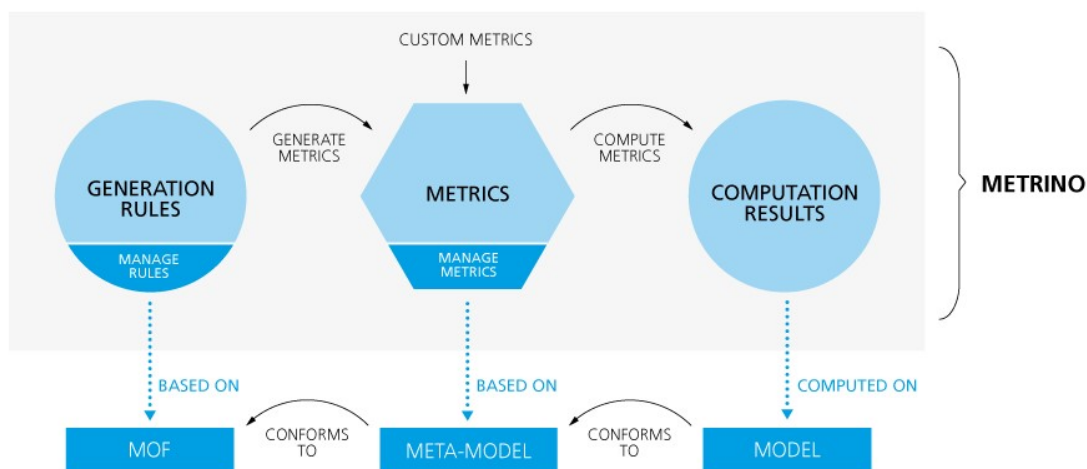 CUSTOM METRICS
GENERATE
METRICS
COMPUTE
METRICS
GENERATION
RULES
METRICS
COMPUTATION
RESULTS
METRINO
MANAGE
RULES
MANAGE
METRICS
BASED ON
BASED ON
COMPUTED ON
MOF
CONFORMS
TO
META-MODEL
CONFORMS
TO
MODEL